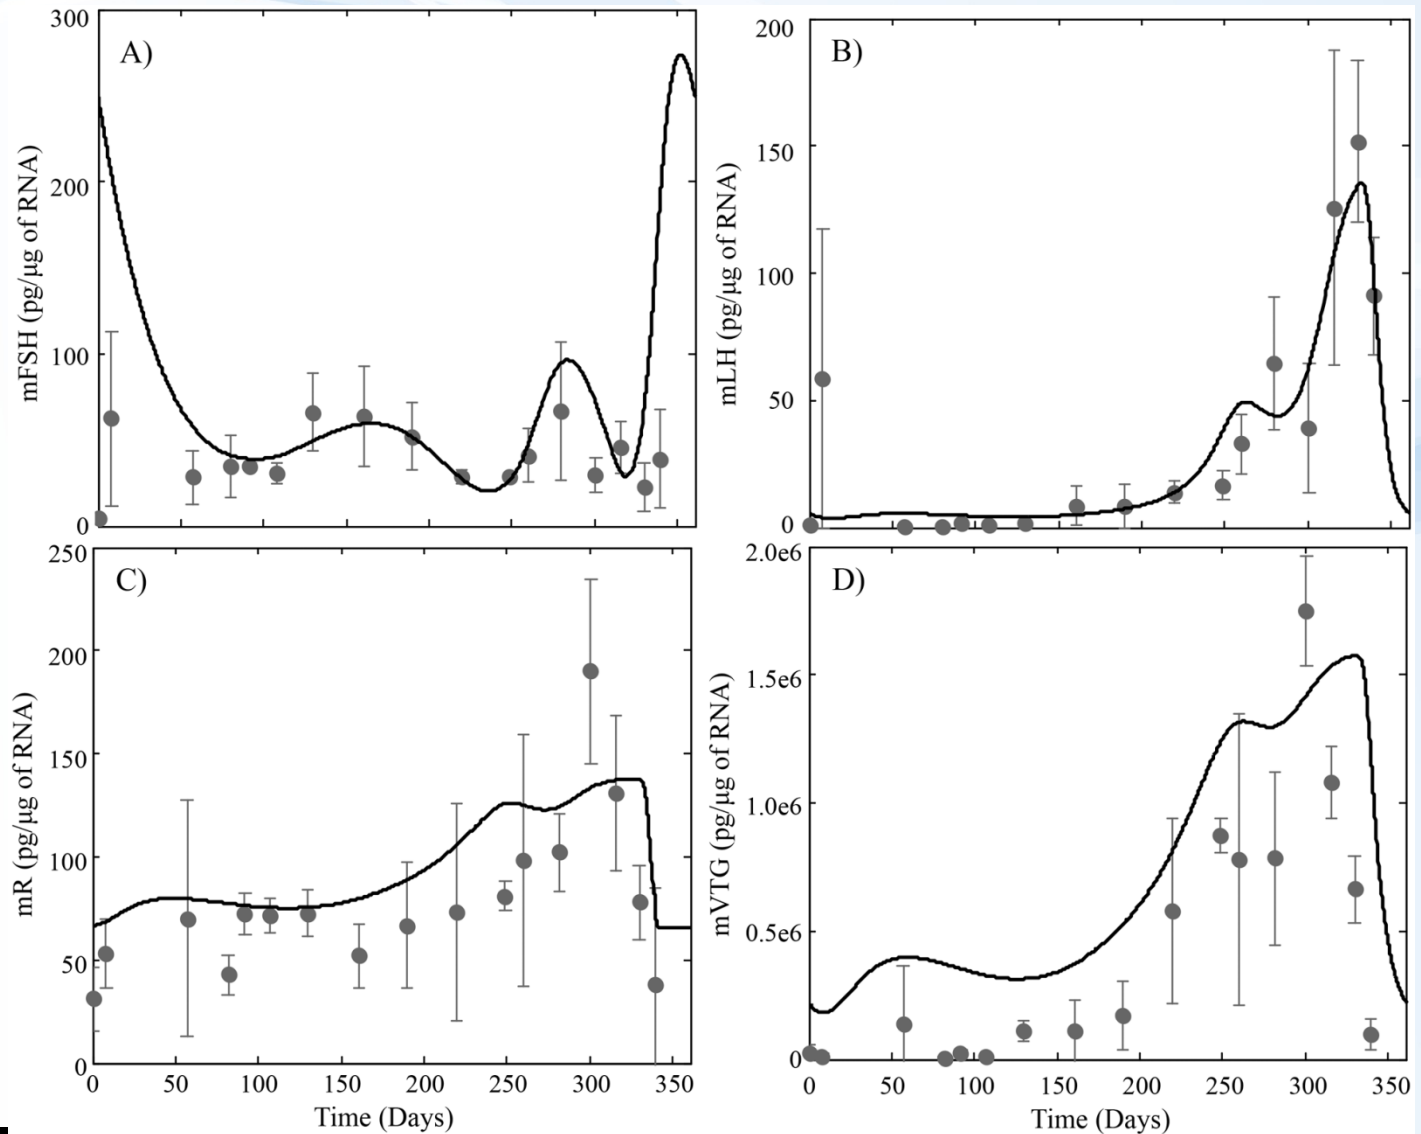 A)
mFSH (pg/μg of RNA)
300
200
100
0
B)
mLH (pg/μg of RNA)
200
150
100
50
0
C)
mR (pg/μg of RNA)
250
200
150
100
50
0
0 50 100 150 200 250 300 350
Time (Days)
D)
mVTG (pg/μg of RNA)
2.0e6
1.5e6
1.0e6
0.5e6
0
0 50 100 150 200 250 300 350
Time (Days)